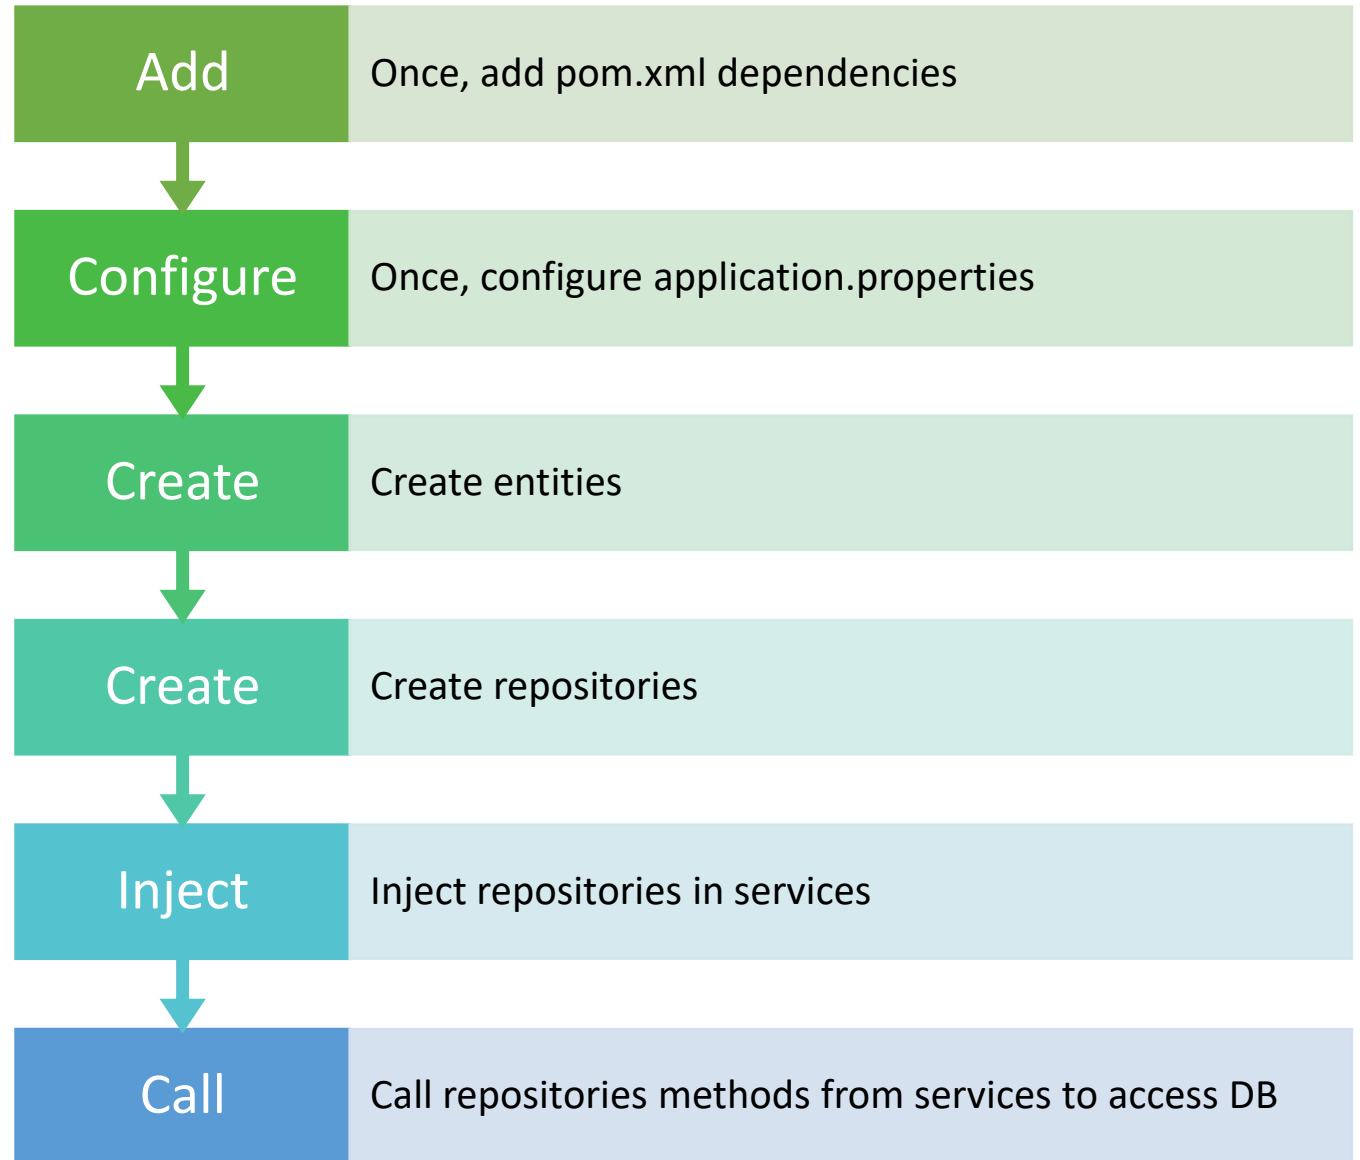 Add
Once, add pom.xml dependencies
Configure
Once, configure application.properties
Create
Create entities
Create
Create repositories
Inject
Inject repositories in services
Call
Call repositories methods from services to access DB